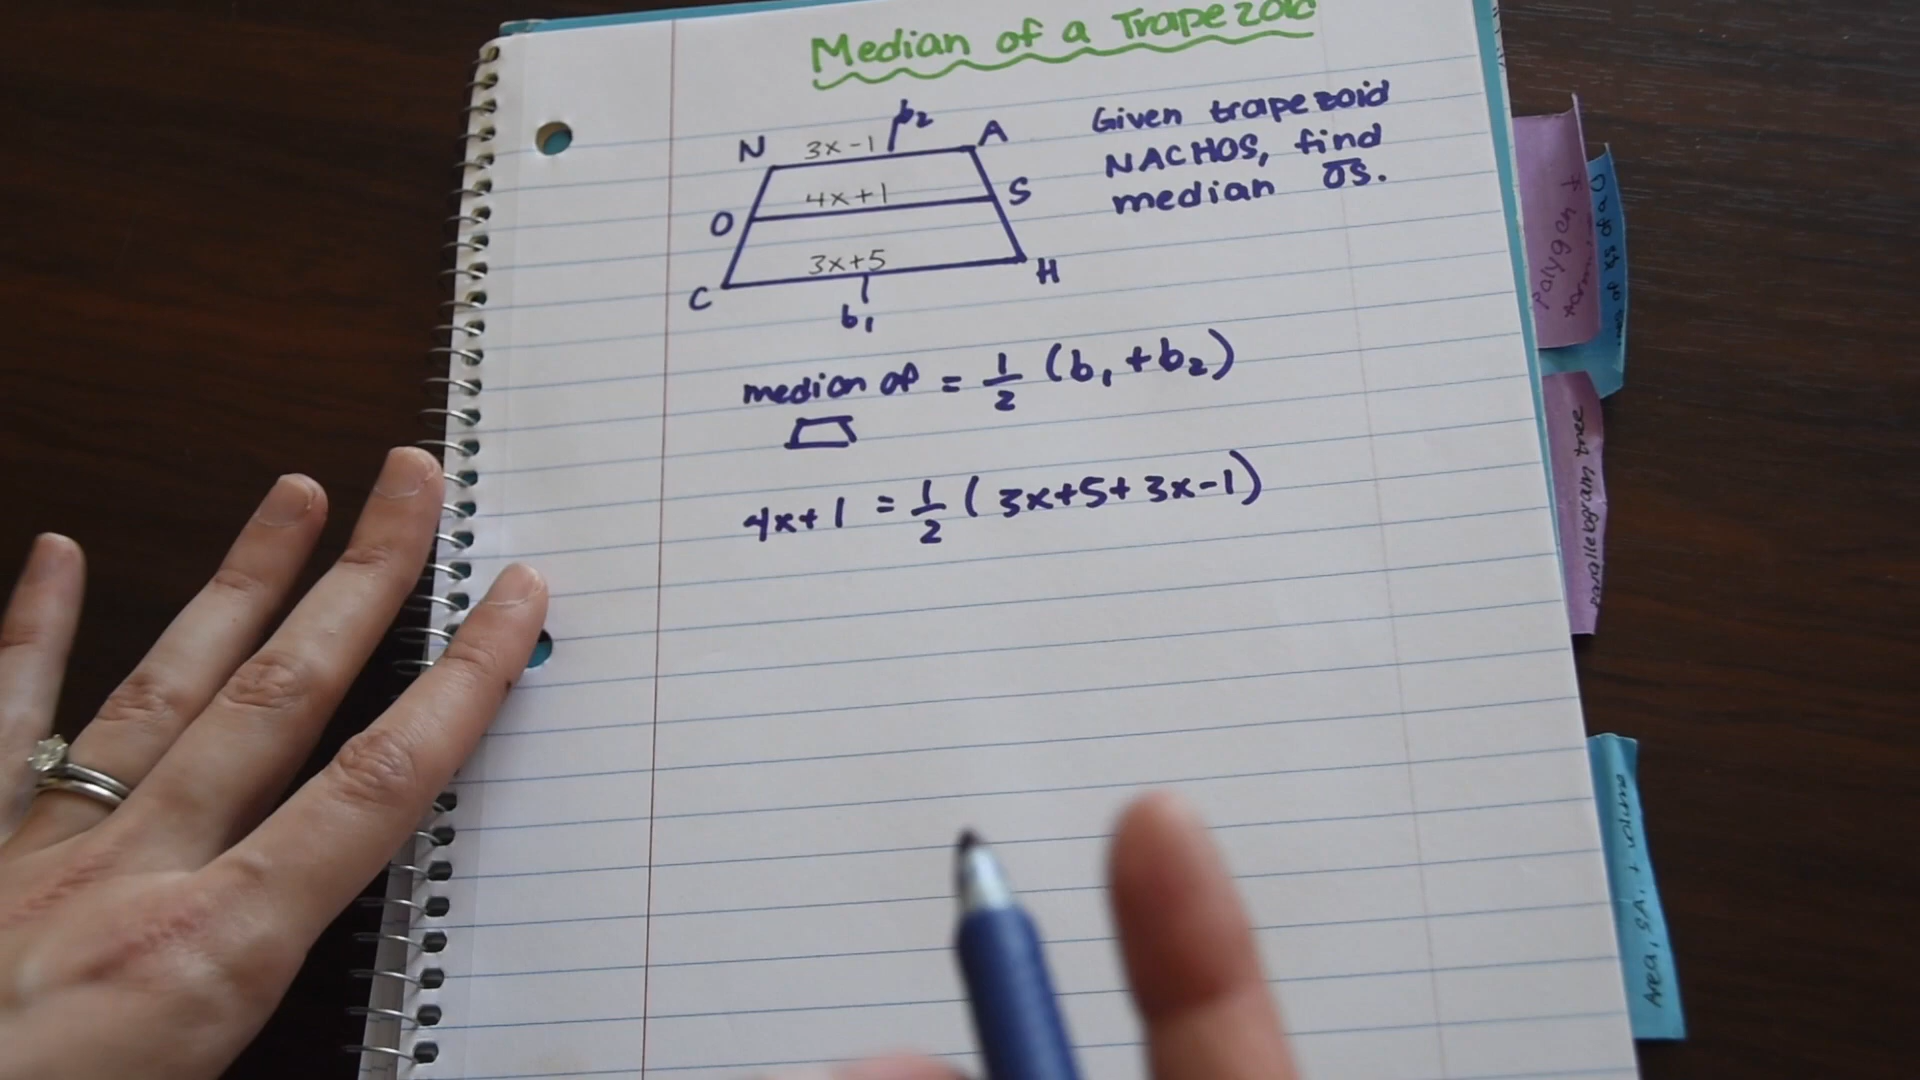 Median of a Trapezoid
Given trapezoid
NACHOS, find
median OS.
b2
N 3x-1 A
O 4x+1 S
3x+5
C H
b1
median of = 1/2 (b1 + b2)
4x+1 = 1/2 (3x+5+3x-1)
Polygon
parallelogram tree
Area, SA, + volume